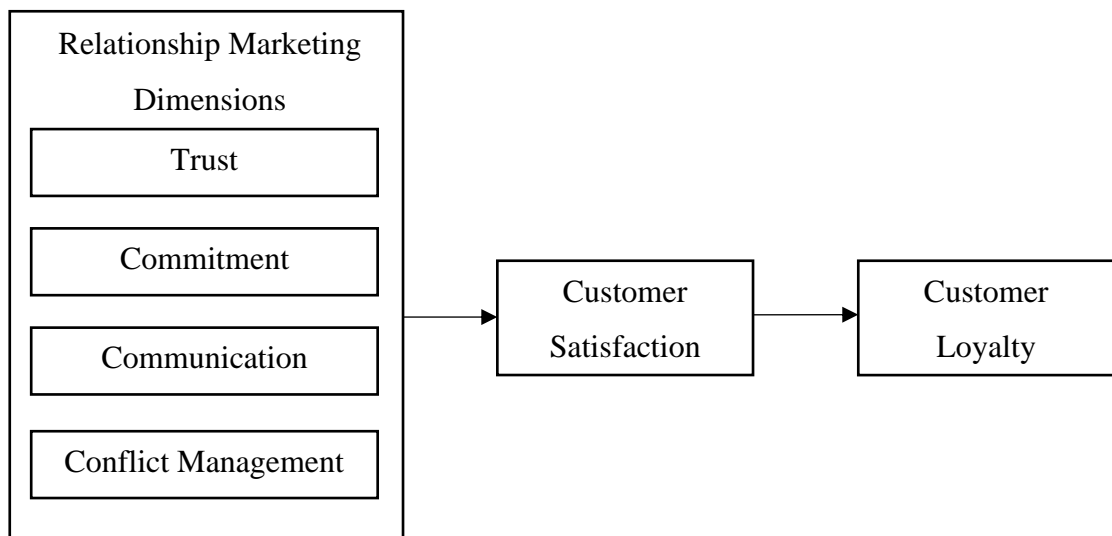 Relationship Marketing
Dimensions
Trust
Commitment
Communication
Conflict Management
Customer
Satisfaction
Customer
Loyalty